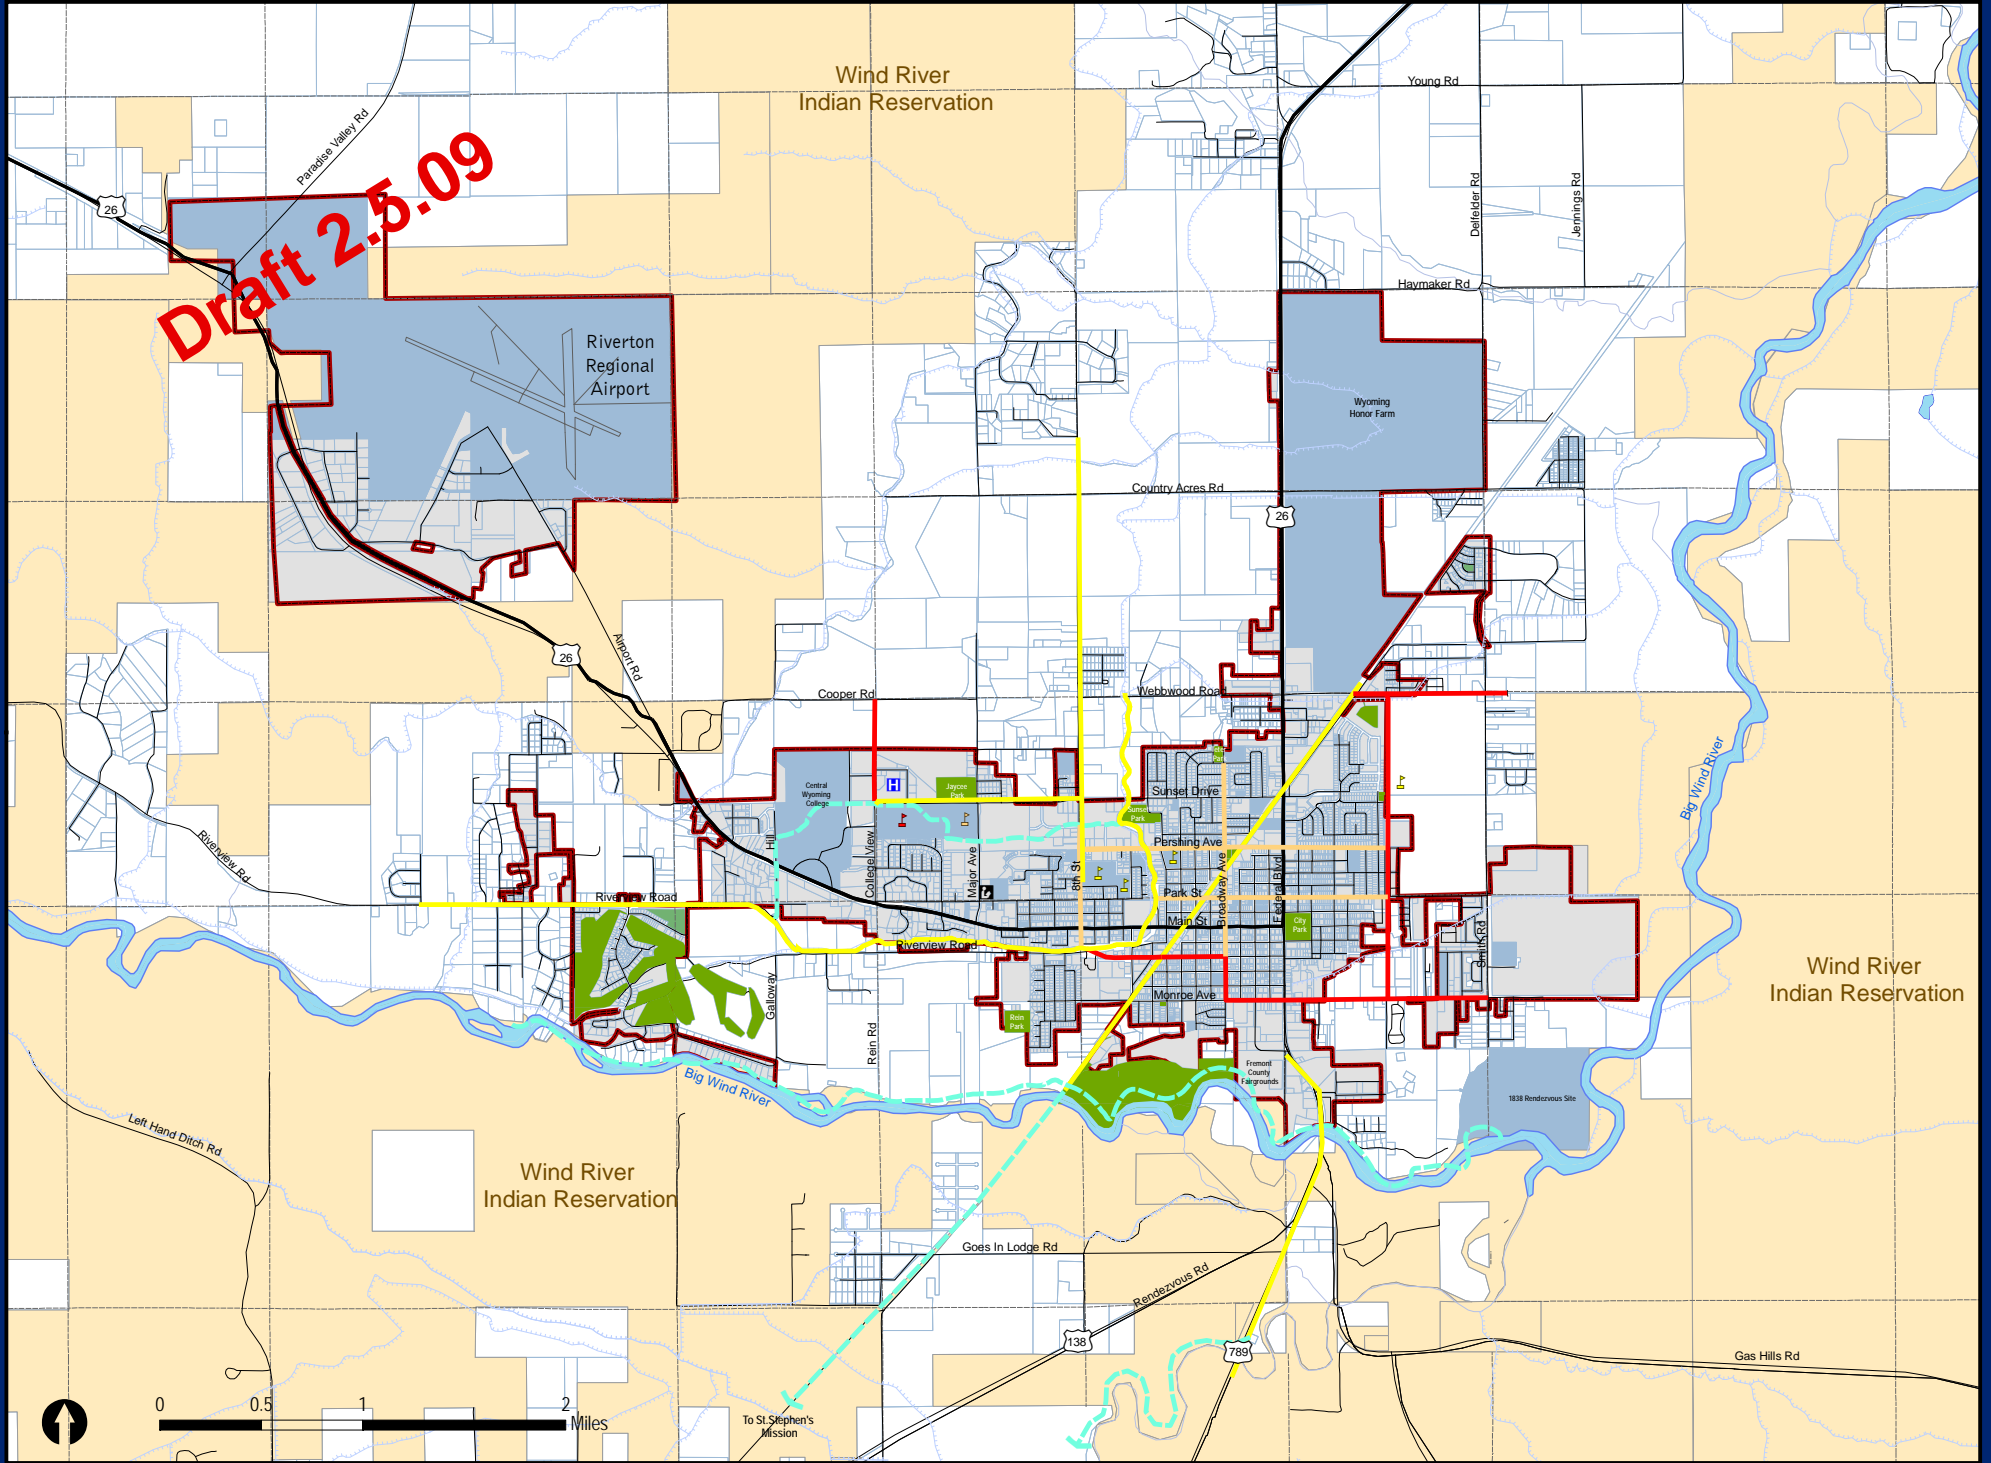 Wind River
Indian Reservation
Young Rd
Paradise Valley Rd
Draft 2.5.09
26
Delfelder Rd
Jennings Rd
Haymaker Rd
Riverton
Regional
Airport
Wyoming
Honor Farm
Country Acres Rd
26
26
Airport Rd
Cooper Rd
Webbwood Road
Big Wind River
Central
Wyoming
College
H
Jaycee
Park
Sunset Drive
Sunset
Park
Riverview Rd
Hill
College View
Major Ave
8th St
Pershing Ave
Broadway Ave
Federal Blvd
Park St
Riverview Road
Main St
City
Park
Riverview Road
Smith Rd
Wind River
Indian Reservation
Galloway
Monroe Ave
Rein
Park
Rein Rd
Fremont
County
Fairgrounds
Big Wind River
1838 Rendezvous Site
Left Hand Ditch Rd
Wind River
Indian Reservation
Goes In Lodge Rd
Rendezvous Rd
138
789
Gas Hills Rd
0 0.5 1 2
Miles
To St.Stephen's
Mission